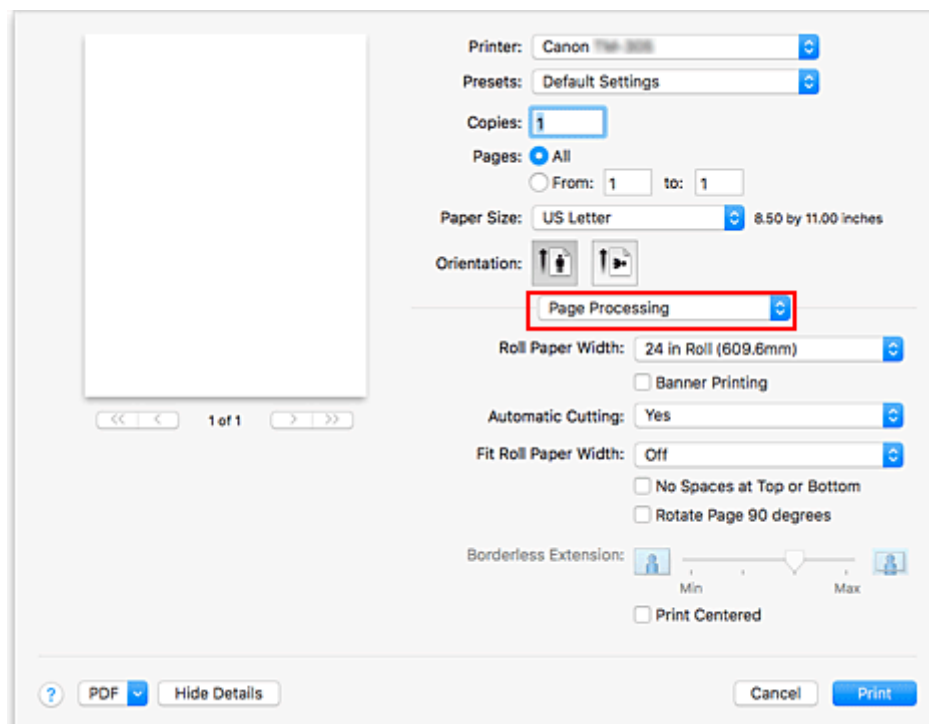 Printer: Canon
Presets: Default Settings
Copies: 1
Pages: All
From: 1 to: 1
Paper Size: US Letter 8.50 by 11.00 inches
Orientation:
Page Processing
Roll Paper Width: 24 in Roll (609.6mm)
Banner Printing
<< < 1 of 1 > >>
Automatic Cutting: Yes
Fit Roll Paper Width: Off
No Spaces at Top or Bottom
Rotate Page 90 degrees
Borderless Extension:
Min Max
Print Centered
? PDF Hide Details Cancel Print